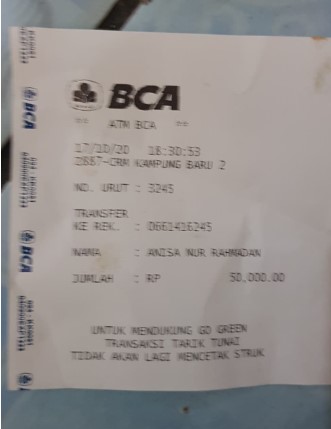 BCA
** ATM BCA **
17/10/20 18:30:53
2887-CRM KAMPUNG BARU 2
NO. URUT : 3245
TRANSFER
KE REK. : 0661416245
NAMA : ANISA NUR RAHMADAN
JUMLAH : RP 50,000.00
UNTUK MENDUKUNG GO GREEN
TRANSAKSI TARIK TUNAI
TIDAK AKAN LAGI MENCETAK STRUK
BCA
BCA
BCA